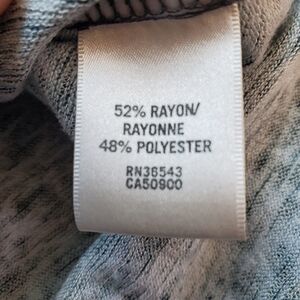 52% RAYON/
RAYONNE
48% POLYESTER
RN36543
CA50900